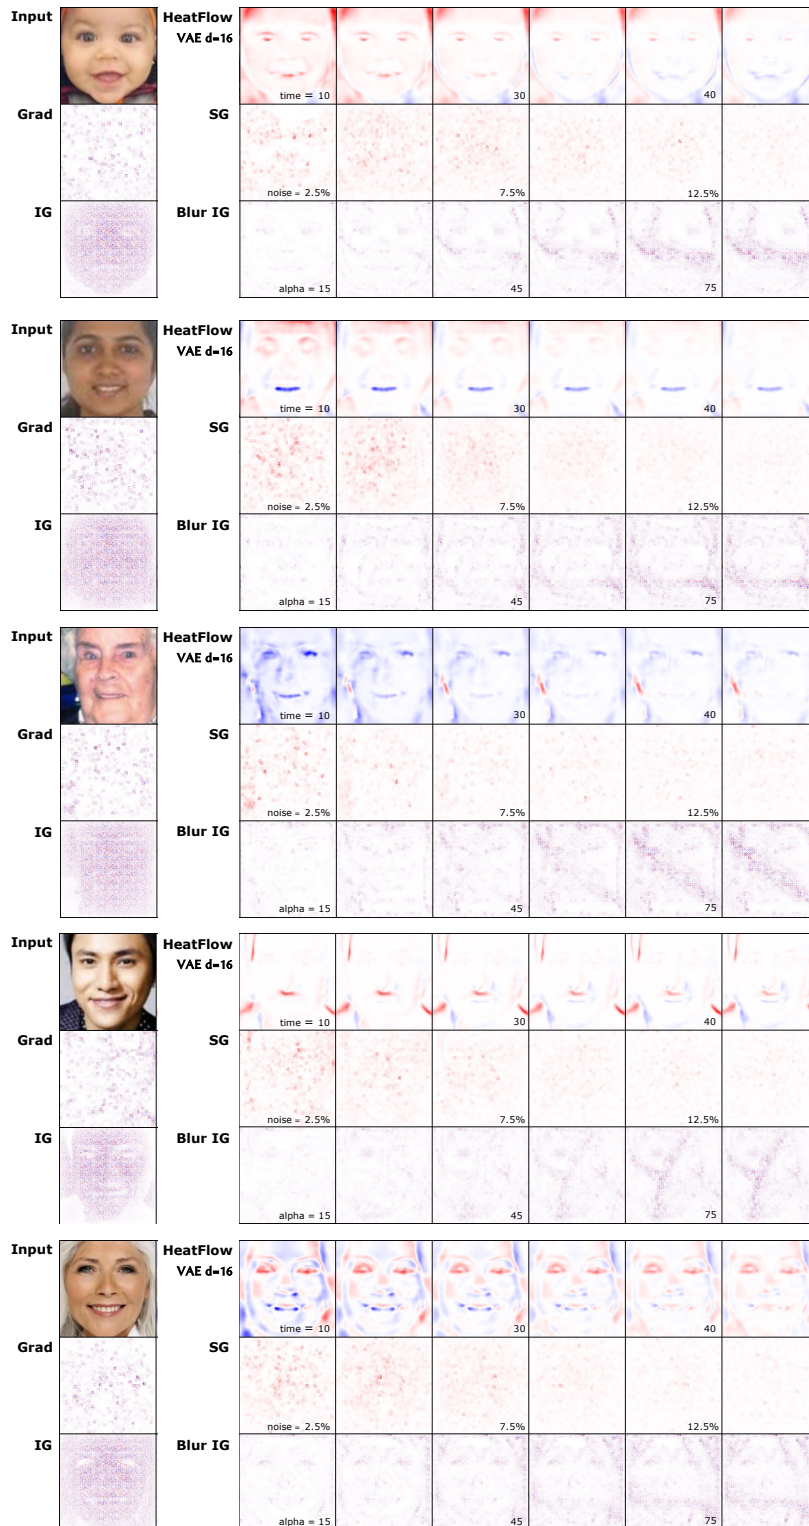 Input HeatFlow
VAE d=16
time = 10 30 40
Grad SG
noise = 2.5% 7.5% 12.5%
IG Blur IG
alpha = 15 45 75
Input HeatFlow
VAE d=16
time = 10 30 40
Grad SG
noise = 2.5% 7.5% 12.5%
IG Blur IG
alpha = 15 45 75
Input HeatFlow
VAE d=16
time = 10 30 40
Grad SG
noise = 2.5% 7.5% 12.5%
IG Blur IG
alpha = 15 45 75
Input HeatFlow
VAE d=16
time = 10 30 40
Grad SG
noise = 2.5% 7.5% 12.5%
IG Blur IG
alpha = 15 45 75
Input HeatFlow
VAE d=16
time = 10 30 40
Grad SG
noise = 2.5% 7.5% 12.5%
IG Blur IG
alpha = 15 45 75